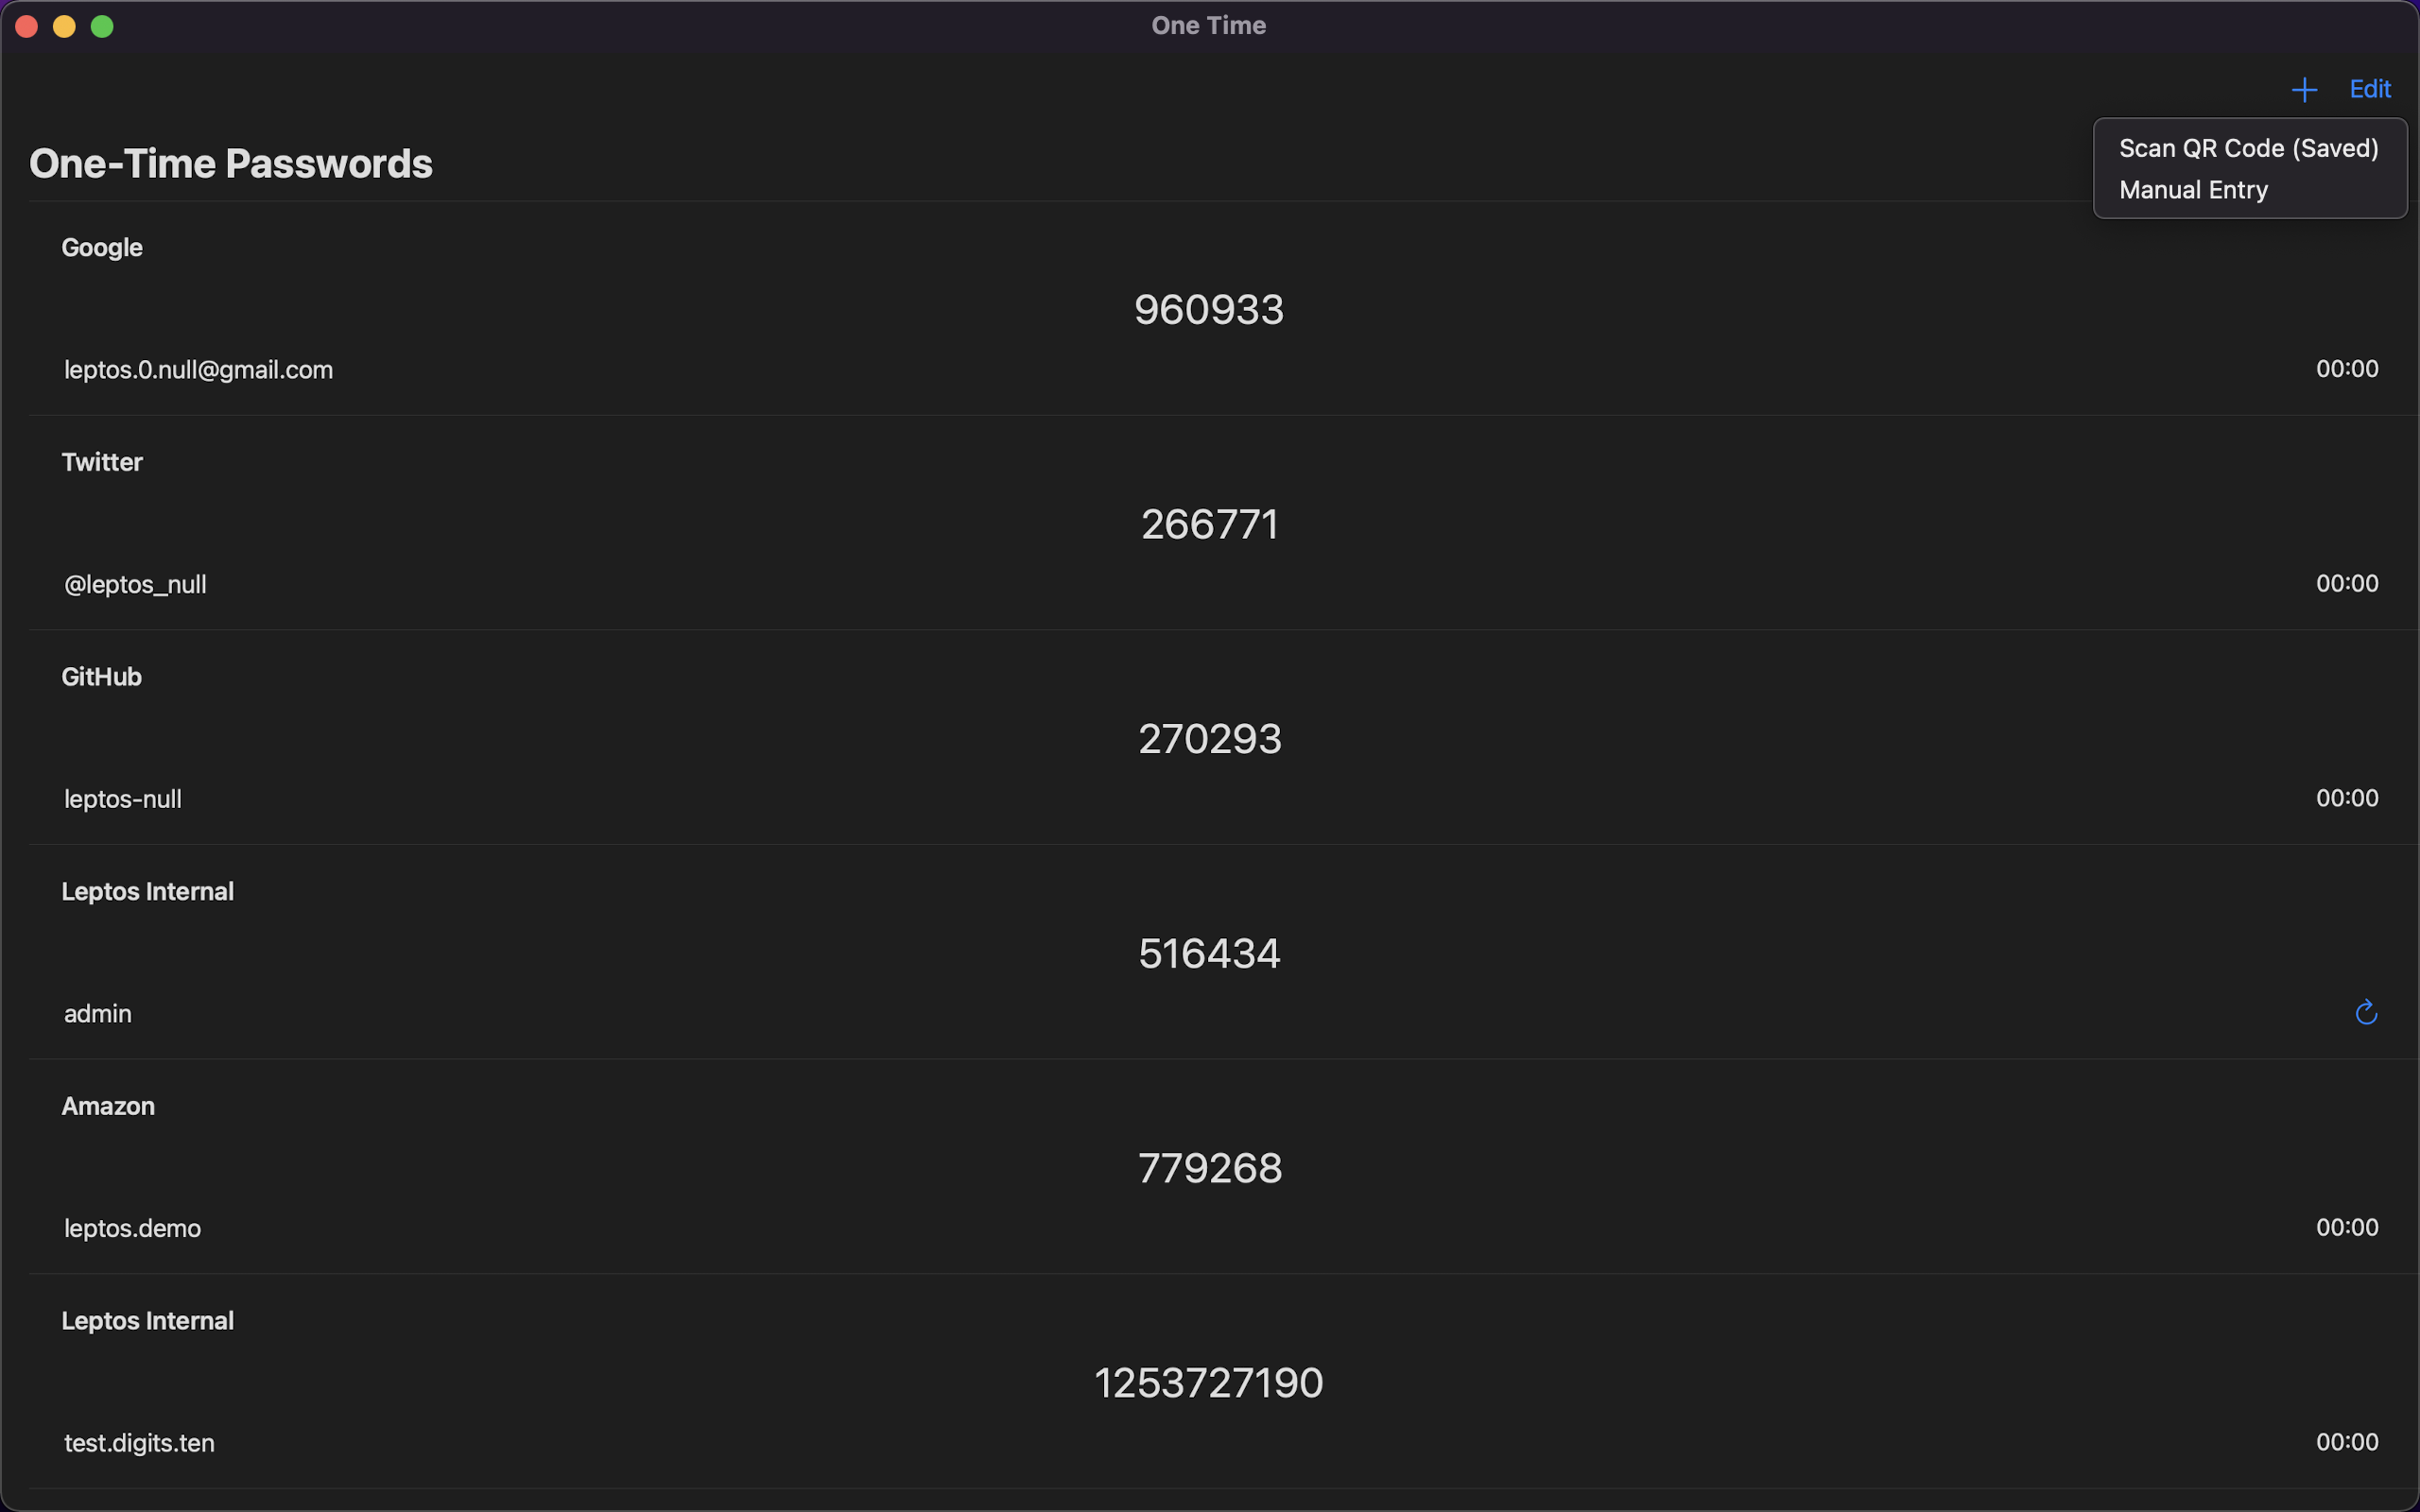 One Time
Edit
Scan QR Code (Saved)
Manual Entry
One-Time Passwords
Google
960933
leptos.0.null@gmail.com
00:00
Twitter
266771
@leptos_null
00:00
GitHub
270293
leptos-null
00:00
Leptos Internal
516434
admin
Amazon
779268
leptos.demo
00:00
Leptos Internal
1253727190
test.digits.ten
00:00